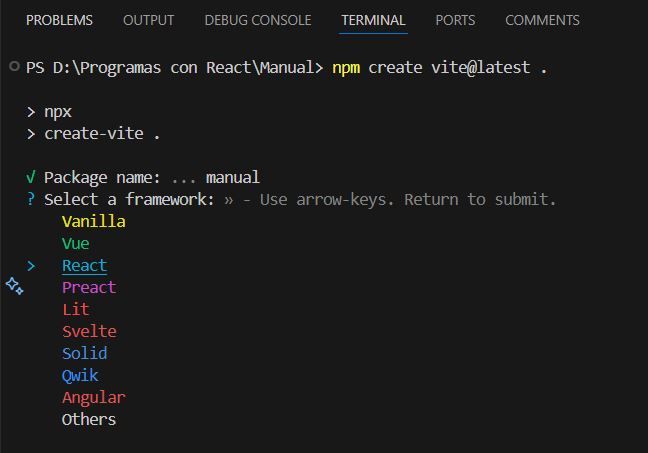 PROBLEMS OUTPUT DEBUG CONSOLE TERMINAL PORTS COMMENTS
PS D:\Programas con React\Manual> npm create vite@latest .
> npx
> create-vite .
√ Package name: ... manual
? Select a framework: » - Use arrow-keys. Return to submit.
Vanilla
Vue
> React
Preact
Lit
Svelte
Solid
Qwik
Angular
Others